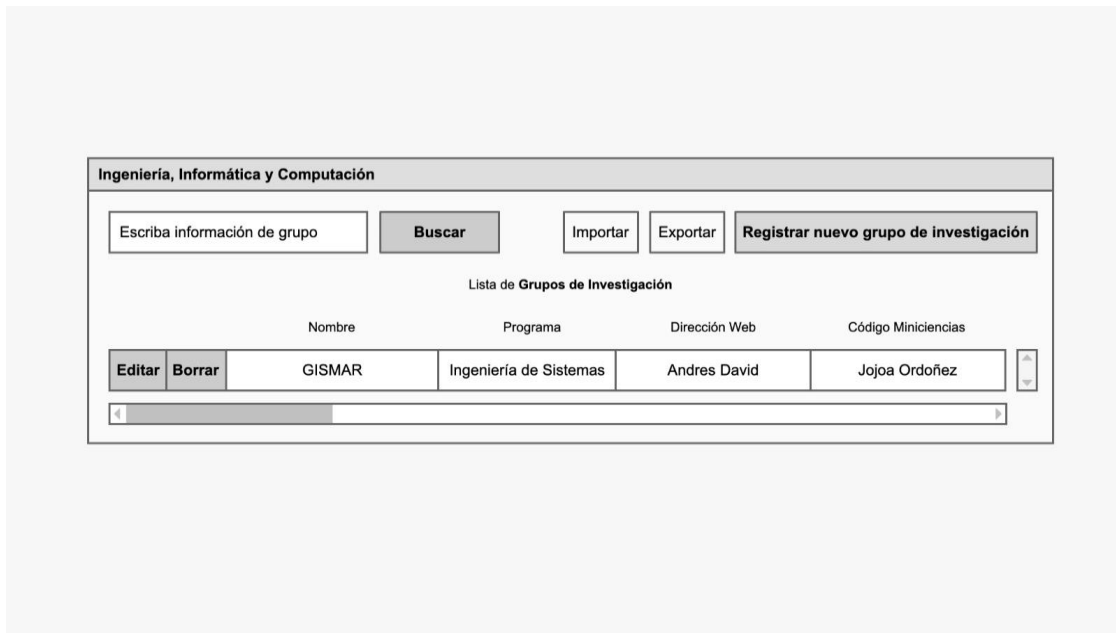 Ingeniería, Informática y Computación
Escriba información de grupo Buscar Importar Exportar Registrar nuevo grupo de investigación
Lista de Grupos de Investigación
Nombre Programa Dirección Web Código Miniciencias
Editar Borrar GISMAR Ingeniería de Sistemas Andres David Jojoa Ordoñez